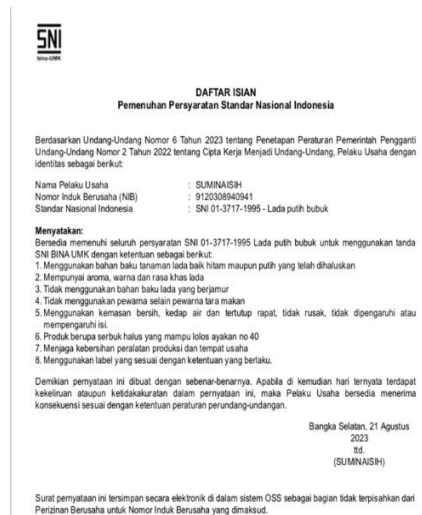 SNI
bina-UMK
DAFTAR ISIAN
Pemenuhan Persyaratan Standar Nasional Indonesia
Berdasarkan Undang-Undang Nomor 6 Tahun 2023 tentang Penetapan Peraturan Pemerintah Pengganti
Undang-Undang Nomor 2 Tahun 2022 tentang Cipta Kerja Menjadi Undang-Undang, Pelaku Usaha dengan
identitas sebagai berikut:
Nama Pelaku Usaha : SUMINAISIH
Nomor Induk Berusaha (NIB) : 9120308940941
Standar Nasional Indonesia : SNI 01-3717-1995 - Lada putih bubuk
Menyatakan:
Bersedia memenuhi seluruh persyaratan SNI 01-3717-1995 Lada putih bubuk untuk menggunakan tanda
SNI BINA UMK dengan ketentuan sebagai berikut:
1. Menggunakan bahan baku tanaman lada baik hitam maupun putih yang telah dihaluskan
2. Mempunyai aroma, warna dan rasa khas lada
3. Tidak menggunakan bahan baku lada yang berjamur
4. Tidak menggunakan pewarna selain pewarna tara makan
5. Menggunakan kemasan bersih, kedap air dan tertutup rapat, tidak rusak, tidak dipengaruhi atau
mempengaruhi isi.
6. Produk berupa serbuk halus yang mampu lolos ayakan no 40
7. Menjaga kebersihan peralatan produksi dan tempat usaha
8. Menggunakan label yang sesuai dengan ketentuan yang berlaku.
Demikian pernyataan ini dibuat dengan sebenar-benarnya. Apabila di kemudian hari ternyata terdapat
kekeliruan ataupun ketidakakuratan dalam pernyataan ini, maka Pelaku Usaha bersedia menerima
konsekuensi sesuai dengan ketentuan peraturan perundang-undangan.
Bangka Selatan, 21 Agustus
2023
ttd.
(SUMINAISIH)
Surat pernyataan ini tersimpan secara elektronik di dalam sistem OSS sebagai bagian tidak terpisahkan dari
Perizinan Berusaha untuk Nomor Induk Berusaha yang dimaksud.